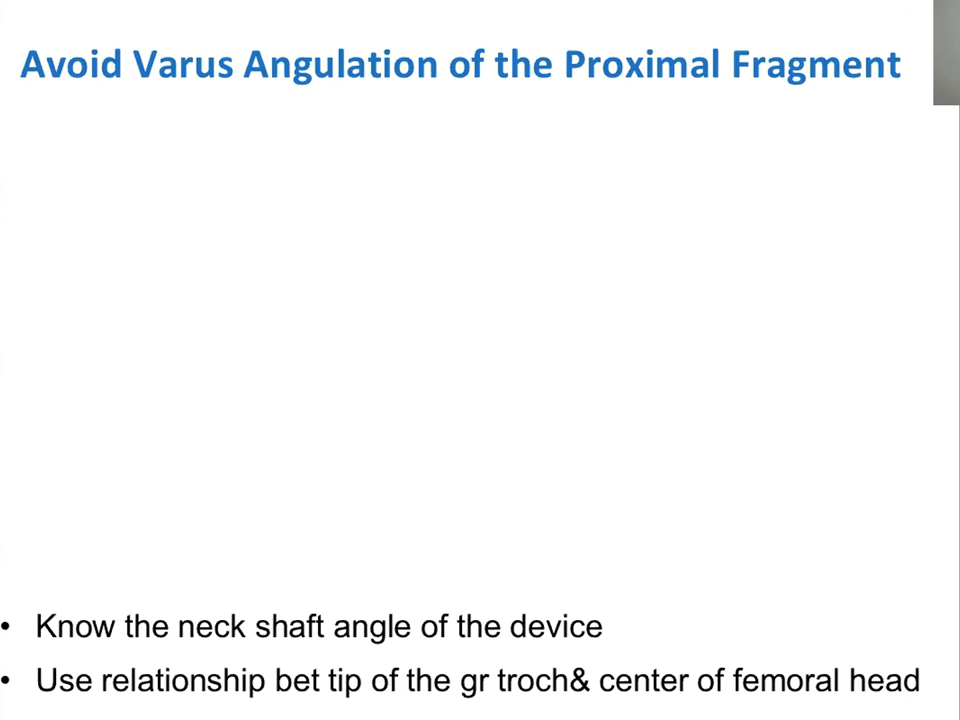 Avoid Varus Angulation of the Proximal Fragment
• Know the neck shaft angle of the device
• Use relationship bet tip of the gr troch& center of femoral head